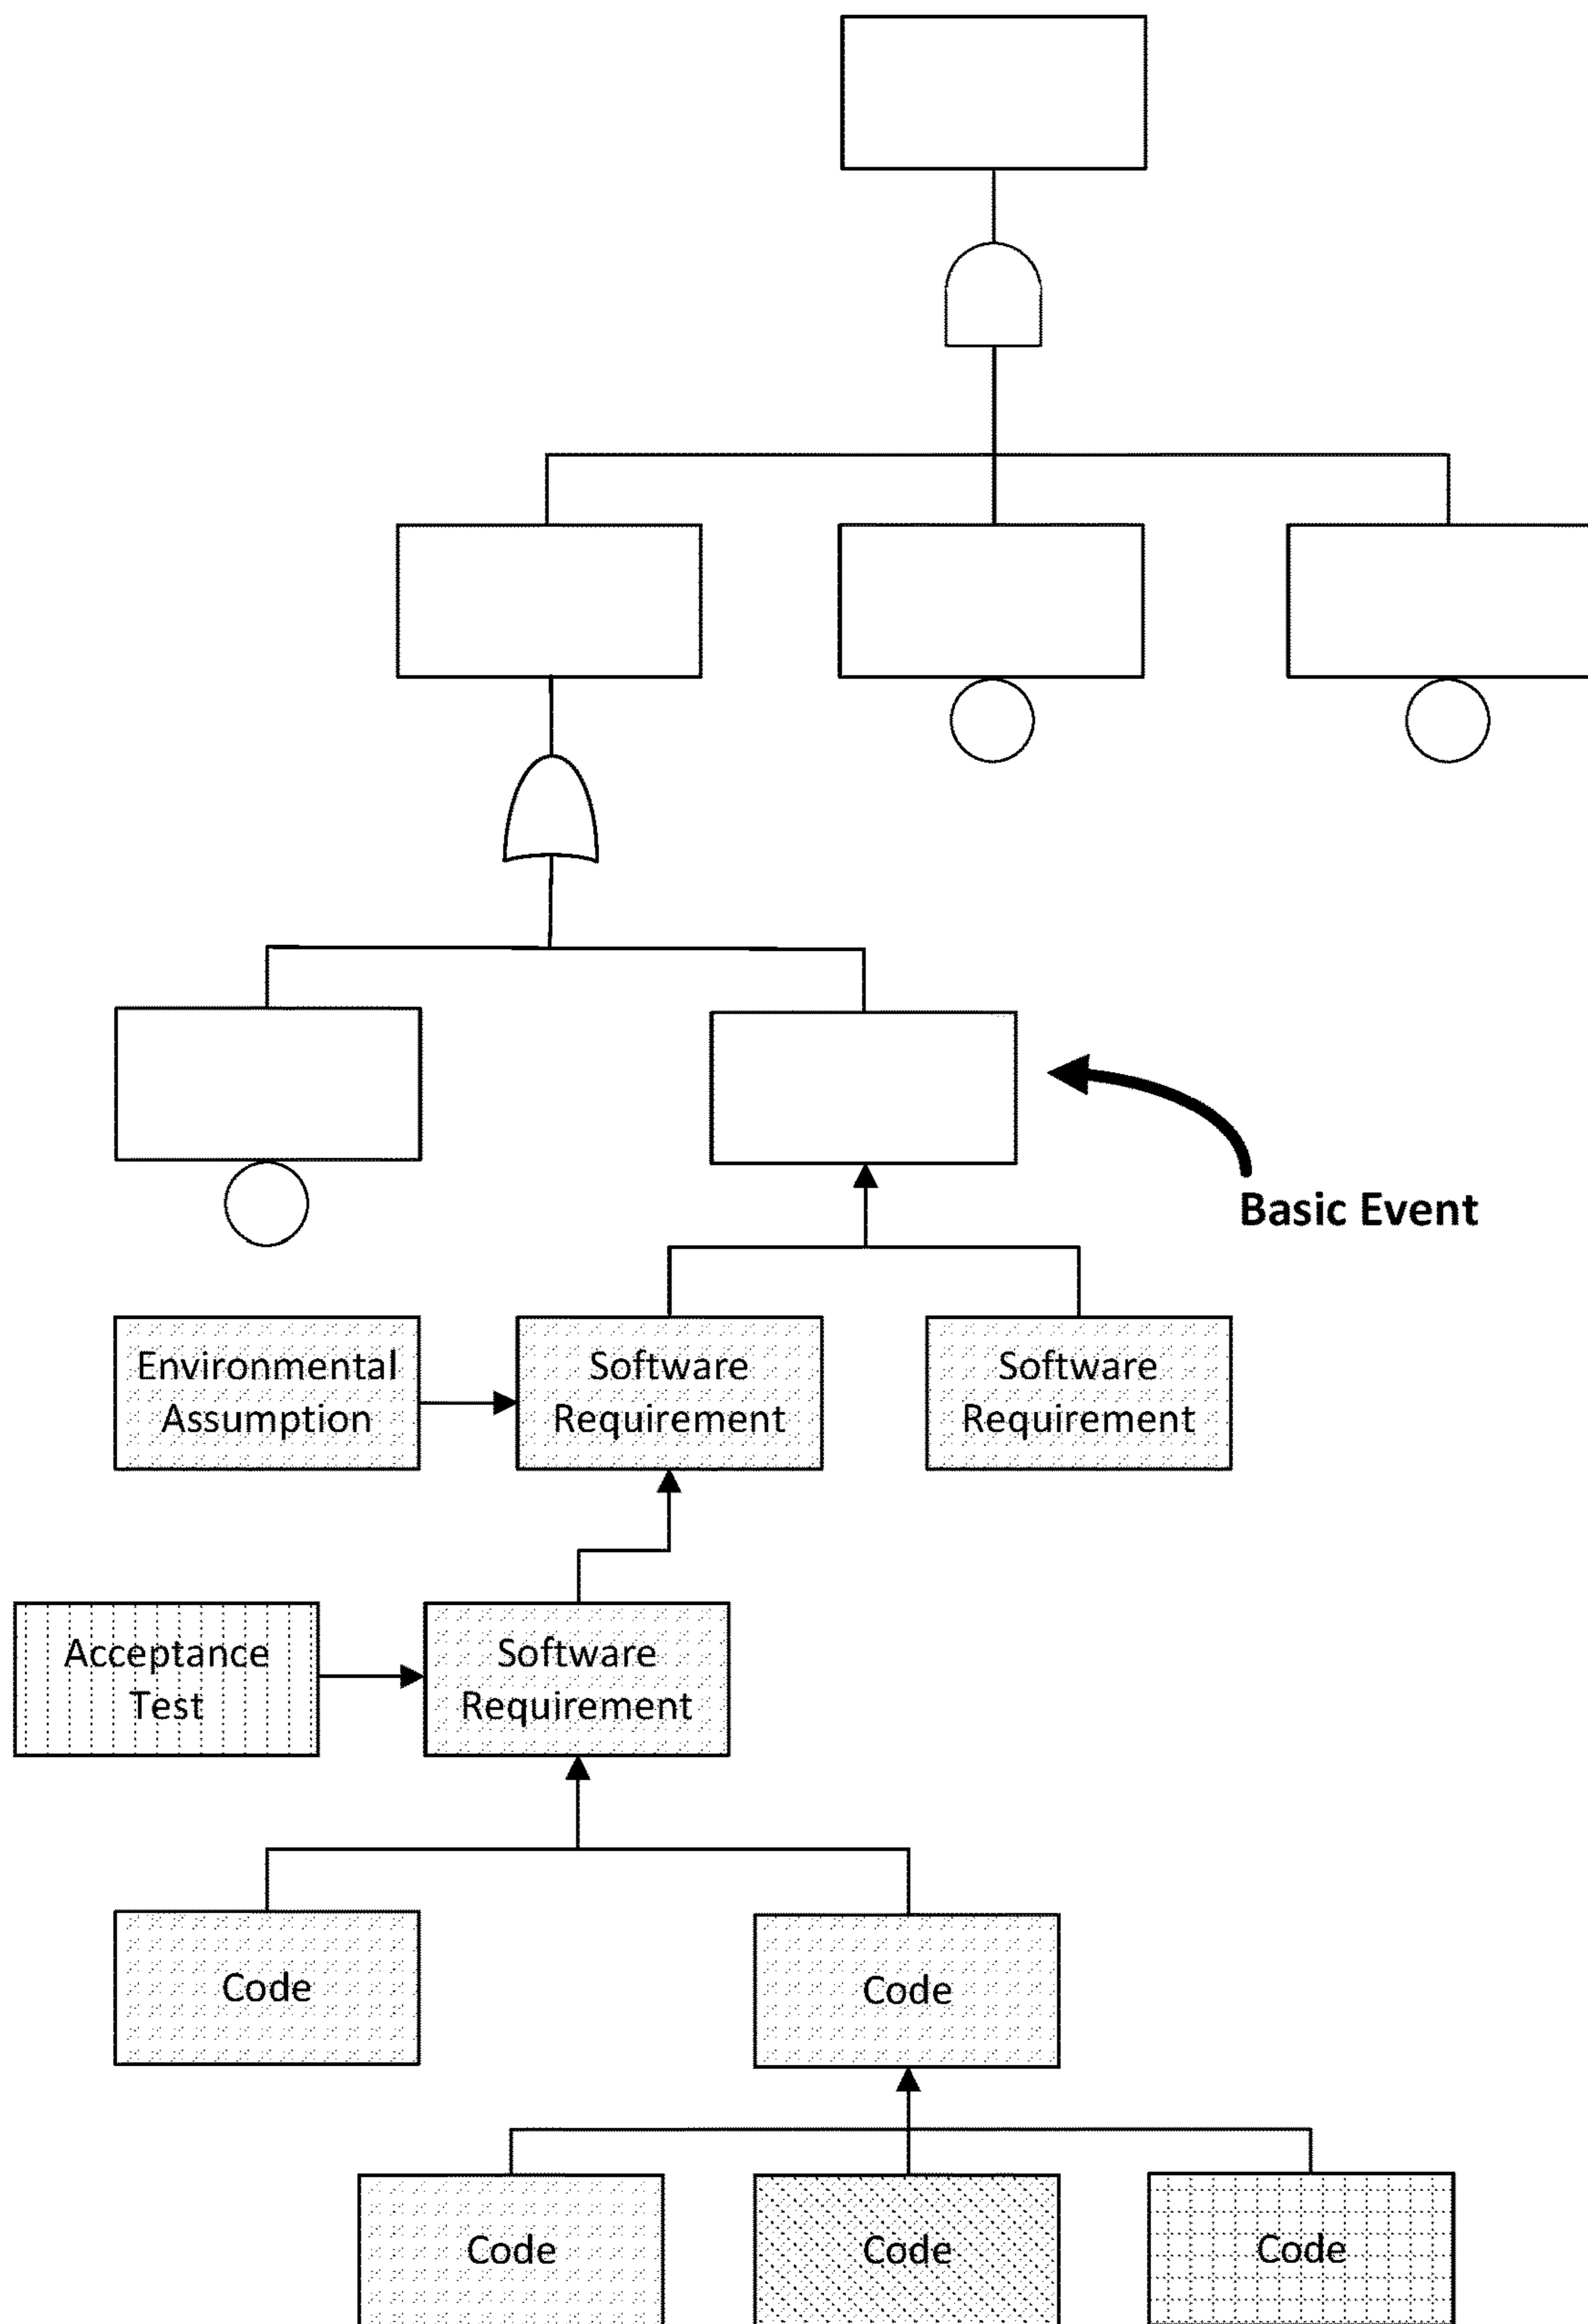 Basic Event
Environmental
Assumption
Software
Requirement
Software
Requirement
Acceptance
Test
Software
Requirement
Code
Code
Code
Code
Code